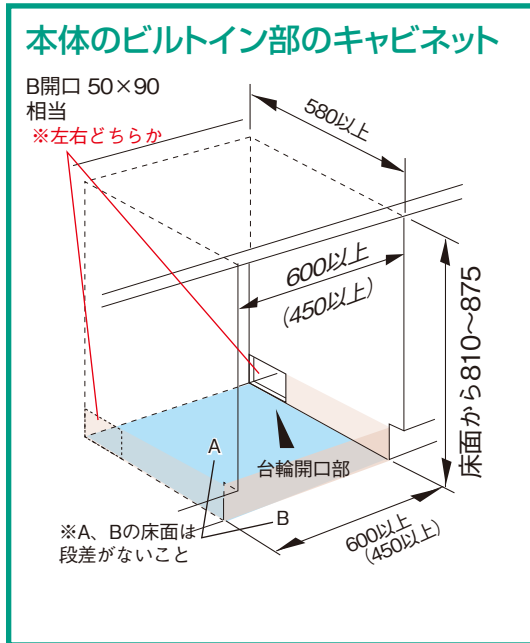 本体のビルトイン部のキャビネット
B開口 50×90
相当
※左右どちらか
580以上
600以上
(450以上)
床面から810〜875
A
台輪開口部
B
※A、Bの床面は
段差がないこと
600以上
(450以上)